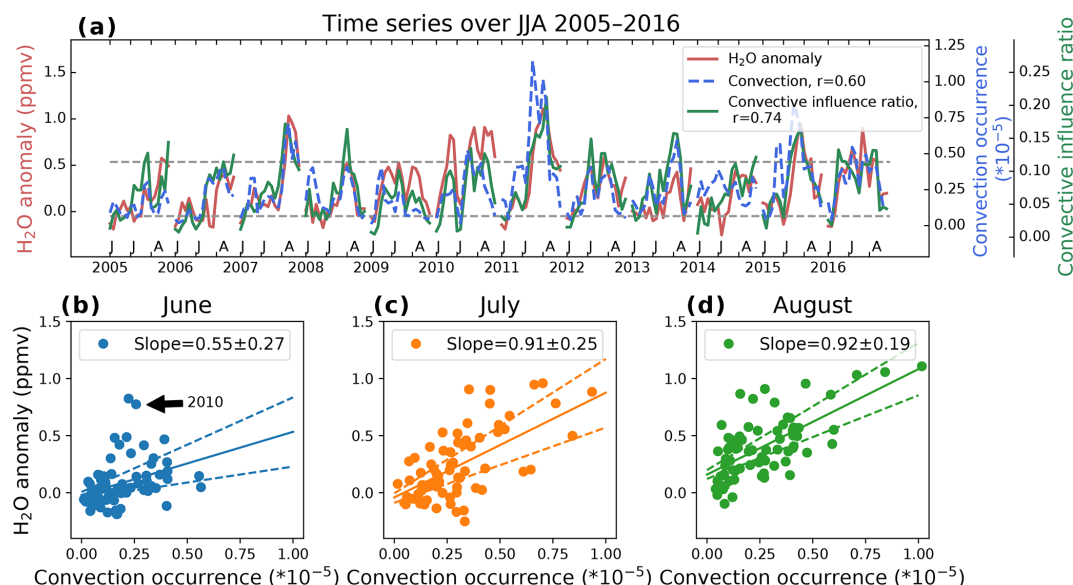 (a)
Time series over JJA 2005–2016
H₂O anomaly (ppmv)
1.5
1.0
0.5
0.0
H₂O anomaly
Convection, r=0.60
Convective influence ratio,
r=0.74
1.25
1.00
0.75
0.50
0.25
0.00
Convection occurrence
(*10⁻⁵)
0.25
0.20
0.15
0.10
0.05
0.00
Convective influence ratio
J J A J J A J J A J J A J J A J J A J J A J J A J J A J J A J J A J J A
2005 2006 2007 2008 2009 2010 2011 2012 2013 2014 2015 2016
(b) June
H₂O anomaly (ppmv)
1.5
1.0
0.5
0.0
Slope=0.55±0.27
2010
0.00 0.25 0.50 0.75 1.00
Convection occurrence (*10⁻⁵)
(c) July
1.5
1.0
0.5
0.0
Slope=0.91±0.25
0.00 0.25 0.50 0.75 1.00
Convection occurrence (*10⁻⁵)
(d) August
1.5
1.0
0.5
0.0
Slope=0.92±0.19
0.00 0.25 0.50 0.75 1.00
Convection occurrence (*10⁻⁵)